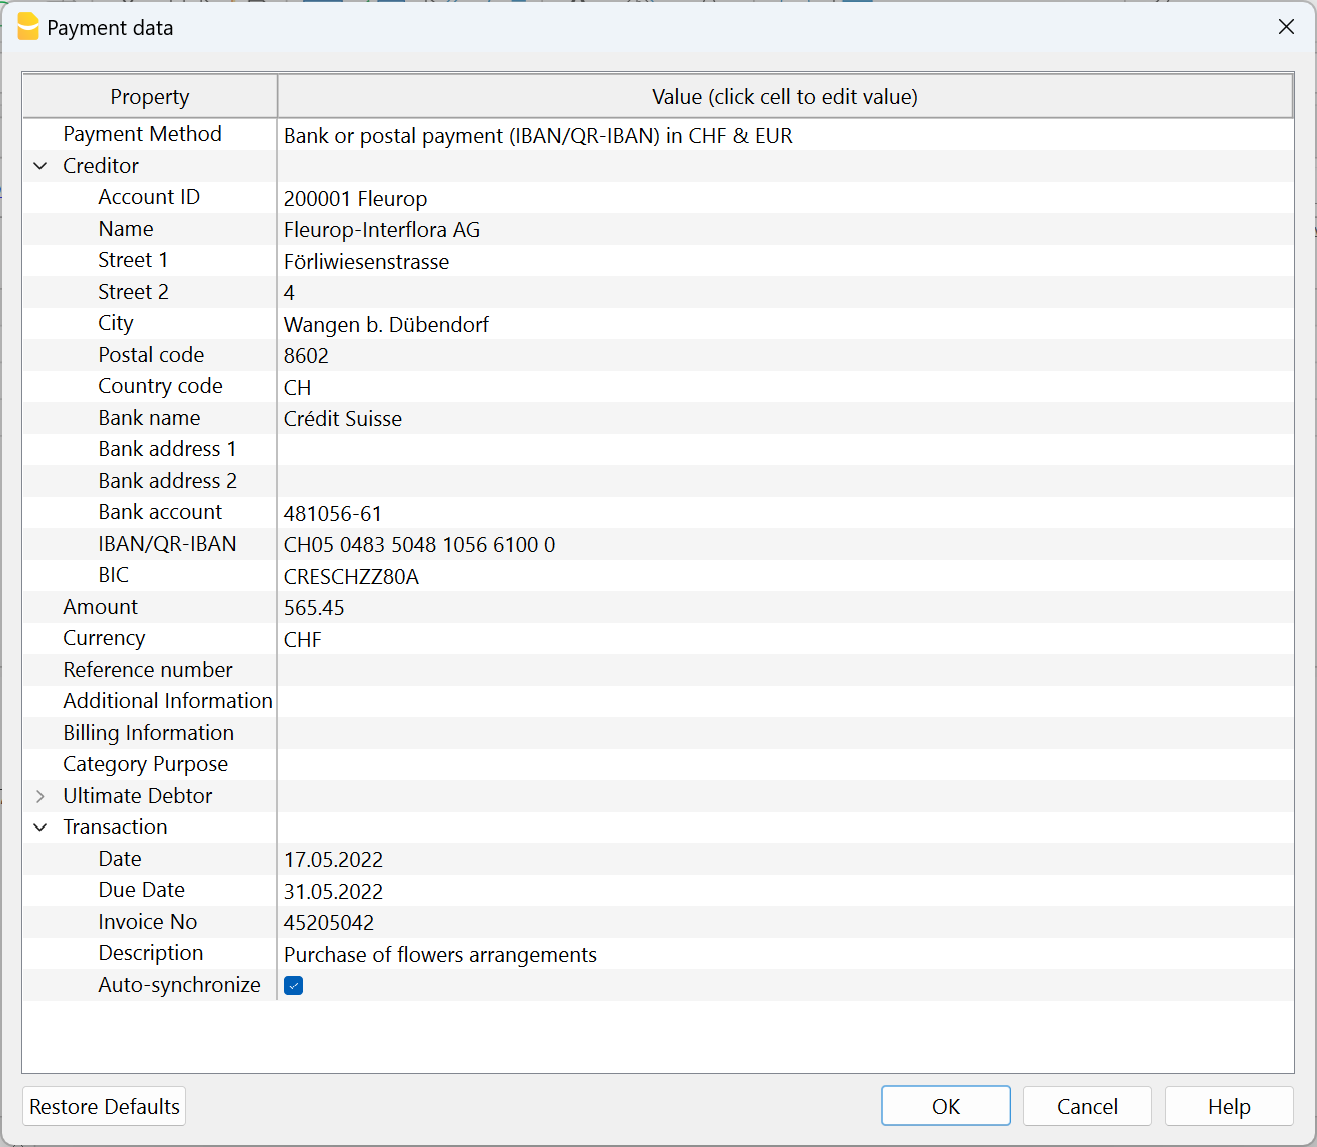 Payment data
Property Value (click cell to edit value)
Payment Method Bank or postal payment (IBAN/QR-IBAN) in CHF & EUR
Creditor
Account ID 200001 Fleurop
Name Fleurop-Interflora AG
Street 1 Förliwiesenstrasse
Street 2 4
City Wangen b. Dübendorf
Postal code 8602
Country code CH
Bank name Crédit Suisse
Bank address 1
Bank address 2
Bank account 481056-61
IBAN/QR-IBAN CH05 0483 5048 1056 6100 0
BIC CRESCHZZ80A
Amount 565.45
Currency CHF
Reference number
Additional Information
Billing Information
Category Purpose
Ultimate Debtor
Transaction
Date 17.05.2022
Due Date 31.05.2022
Invoice No 45205042
Description Purchase of flowers arrangements
Auto-synchronize
Restore Defaults OK Cancel Help